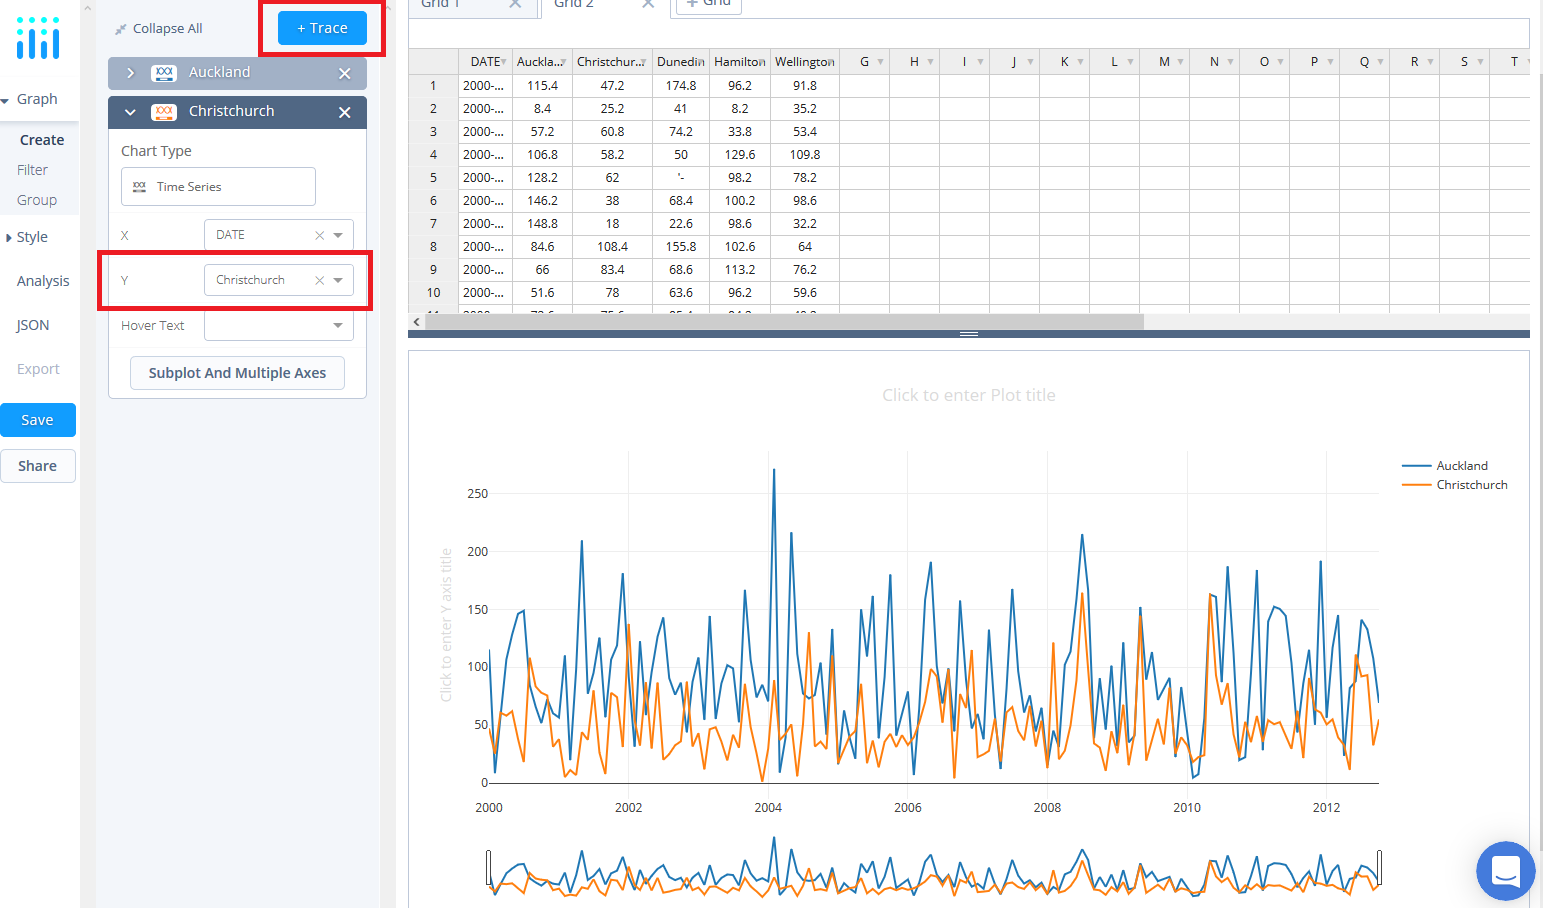 Grid 1
Grid 2
+ Grid
Collapse All
+ Trace
Auckland
Christchurch
Graph
Create
Filter
Group
Style
Analysis
JSON
Export
Save
Share
Chart Type
Time Series
X DATE
Y Christchurch
Hover Text
Subplot And Multiple Axes
DATE Auckla... Christchur... Dunedin Hamilton Wellington G H I J K L M N O P Q R S T
1 2000-... 115.4 47.2 174.8 96.2 91.8
2 2000-... 8.4 25.2 41 8.2 35.2
3 2000-... 57.2 60.8 74.2 33.8 53.4
4 2000-... 106.8 58.2 50 129.6 109.8
5 2000-... 128.2 62 '- 98.2 78.2
6 2000-... 146.2 38 68.4 100.2 98.6
7 2000-... 148.8 18 22.6 98.6 32.2
8 2000-... 84.6 108.4 155.8 102.6 64
9 2000-... 66 83.4 68.6 113.2 76.2
10 2000-... 51.6 78 63.6 96.2 59.6
Click to enter Plot title
Click to enter Y axis title
250
200
150
100
50
0
2000 2002 2004 2006 2008 2010 2012
Auckland
Christchurch